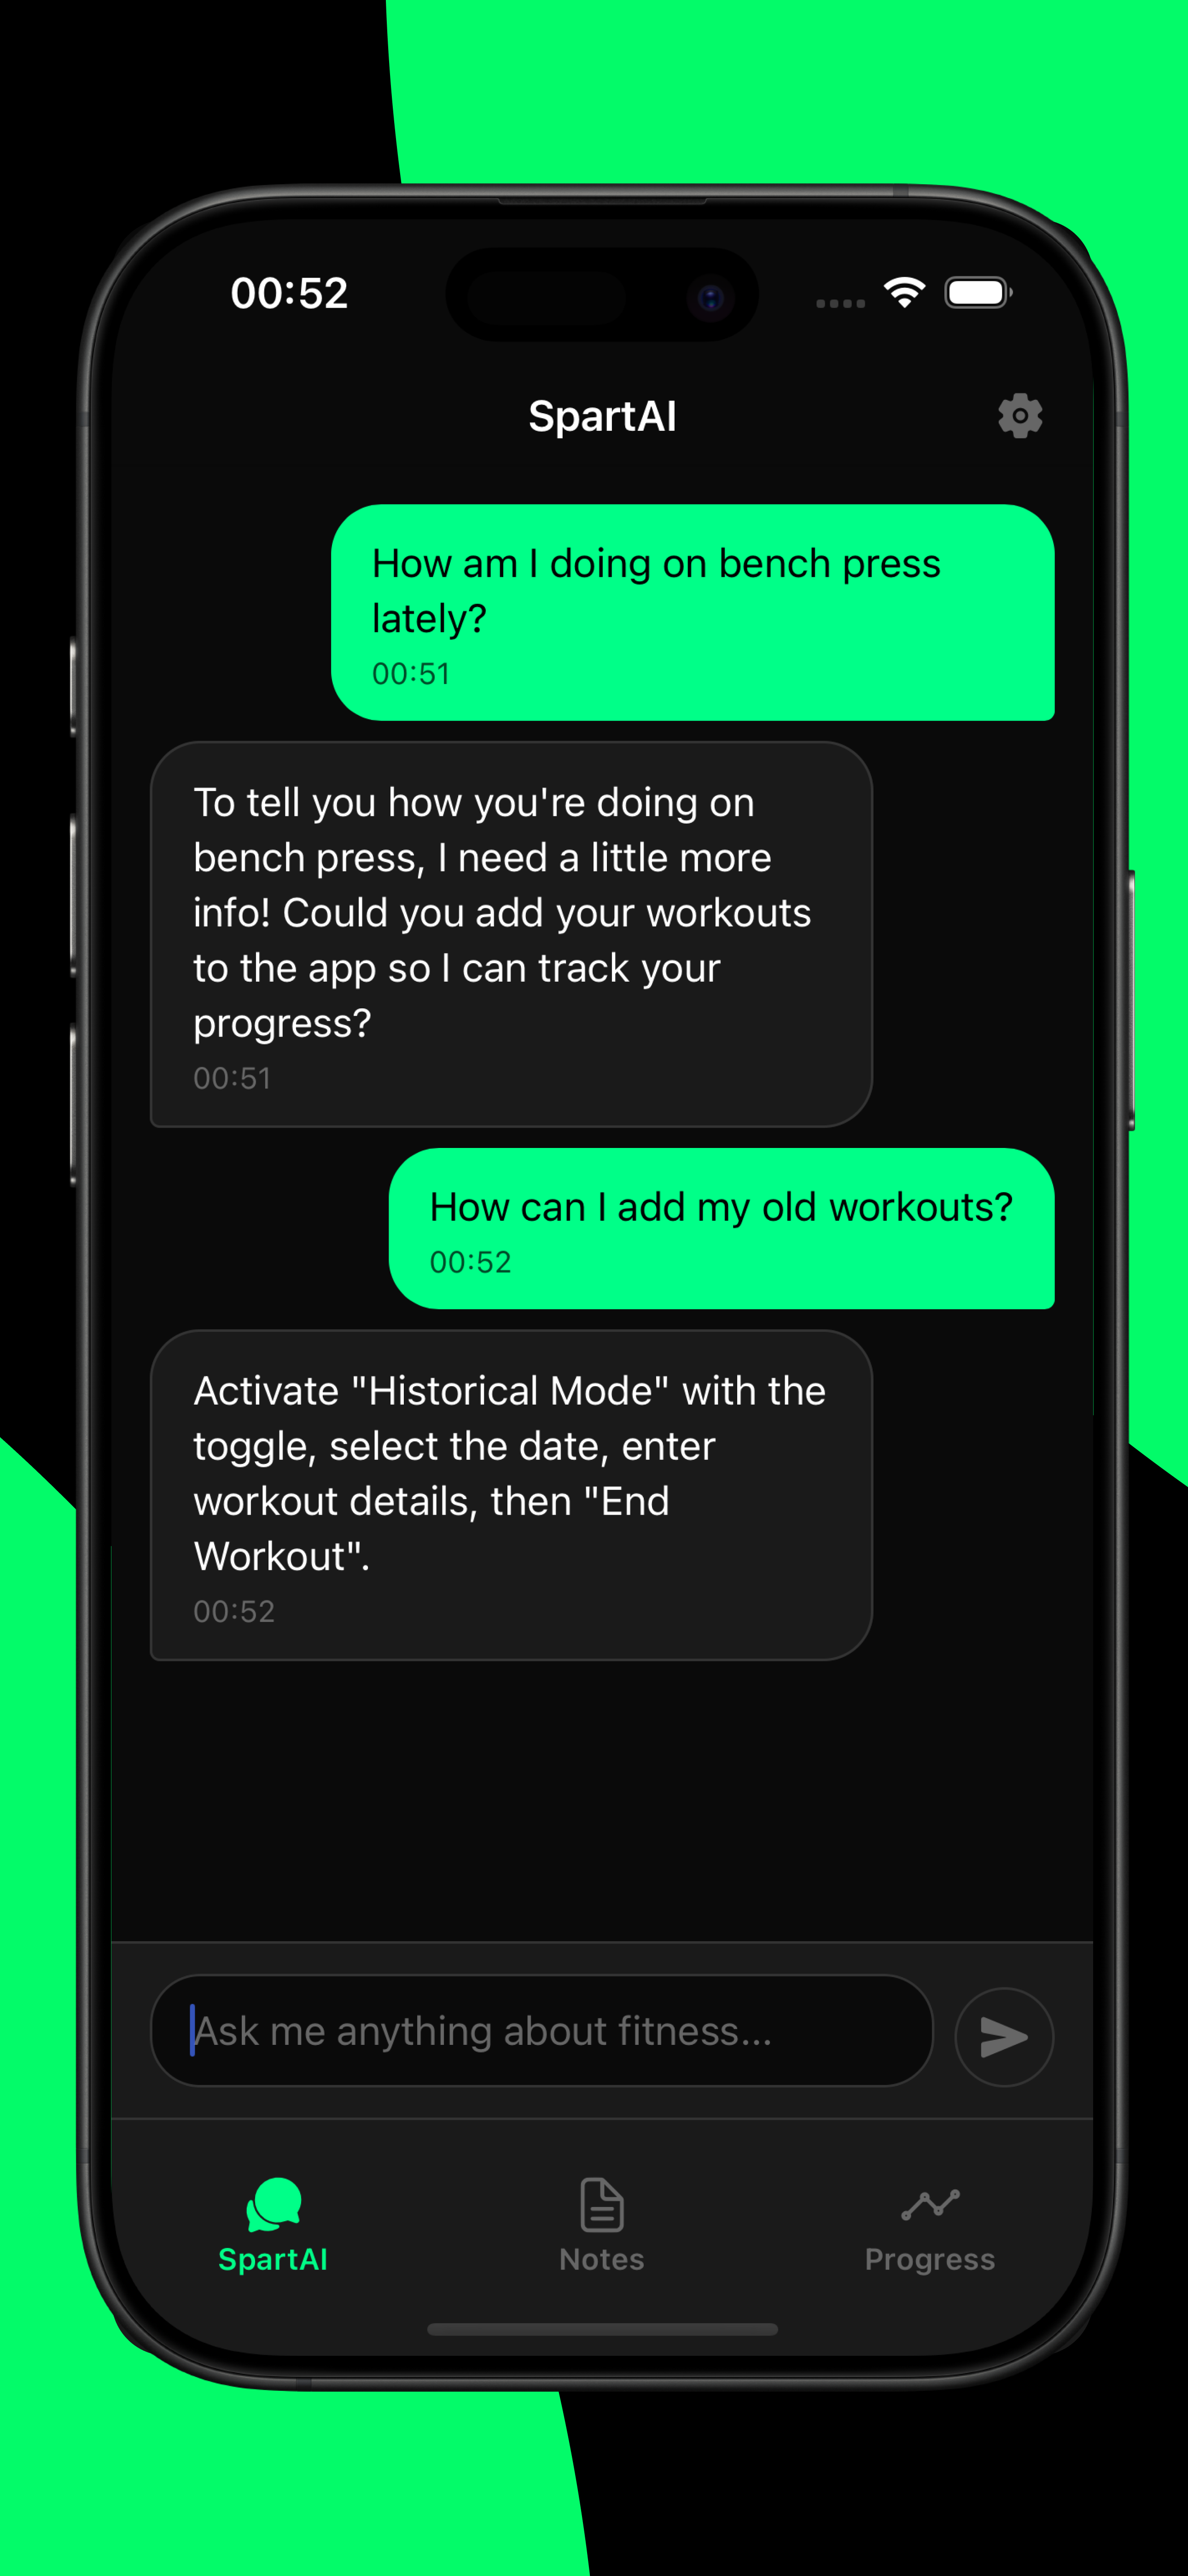 00:52
SpartAI
How am I doing on bench press
lately?
00:51
To tell you how you're doing on
bench press, I need a little more
info! Could you add your workouts
to the app so I can track your
progress?
00:51
How can I add my old workouts?
00:52
Activate "Historical Mode" with the
toggle, select the date, enter
workout details, then "End
Workout".
00:52
Ask me anything about fitness...
SpartAI
Notes
Progress